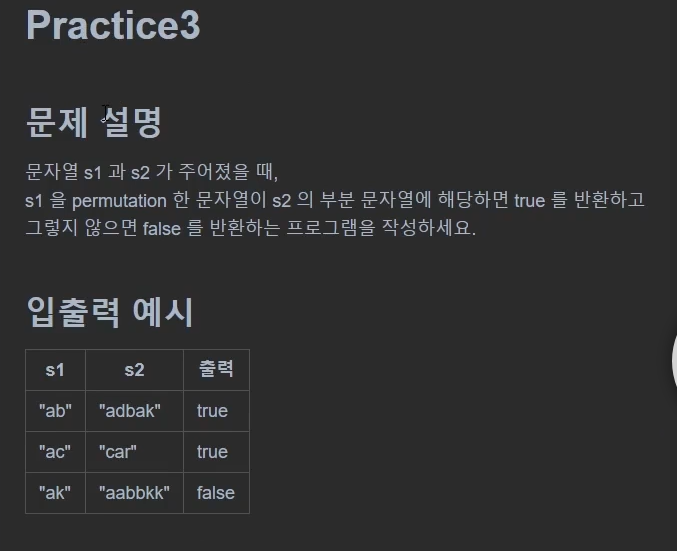 Practice3
문제 설명
문자열 s1 과 s2 가 주어졌을 때,
s1 을 permutation 한 문자열이 s2 의 부분 문자열에 해당하면 true 를 반환하고
그렇지 않으면 false 를 반환하는 프로그램을 작성하세요.
입출력 예시
s1 s2 출력
"ab" "adbak" true
"ac" "car" true
"ak" "aabbkk" false